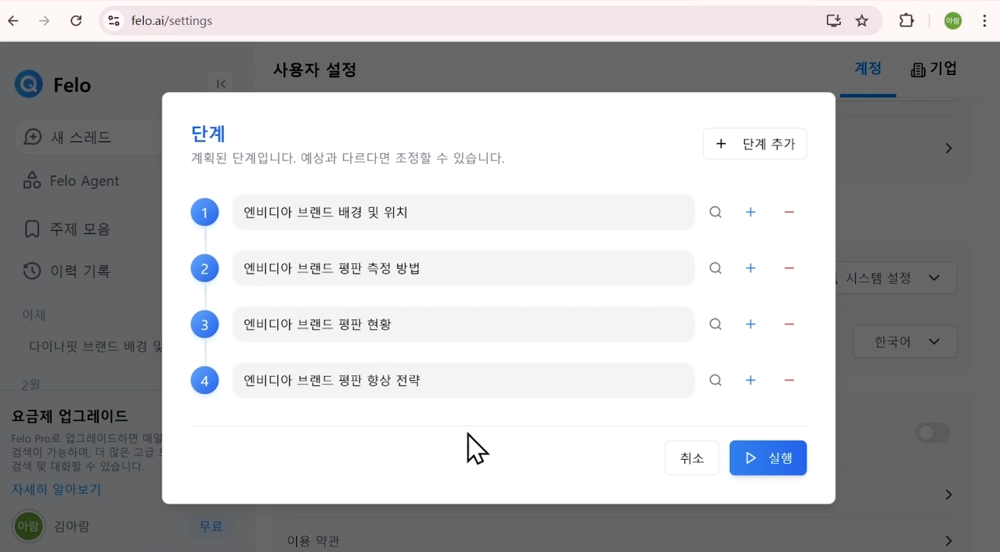 felo.ai/settings
아람
Felo
사용자 설정
계정
기업
새 스레드
Felo Agent
주제 모음
이력 기록
어제
다이나핏 브랜드 배경 및
2월
요금제 업그레이드
Felo Pro로 업그레이드하면 매일
검색이 가능하며, 더 많은 고급
검색 및 대화할 수 있습니다.
자세히 알아보기
아람
김아람
무료
단계
계획된 단계입니다. 예상과 다르다면 조정할 수 있습니다.
+ 단계 추가
1 엔비디아 브랜드 배경 및 위치
2 엔비디아 브랜드 평판 측정 방법
3 엔비디아 브랜드 평판 현황
4 엔비디아 브랜드 평판 향상 전략
취소
실행
시스템 설정
한국어
이용 약관